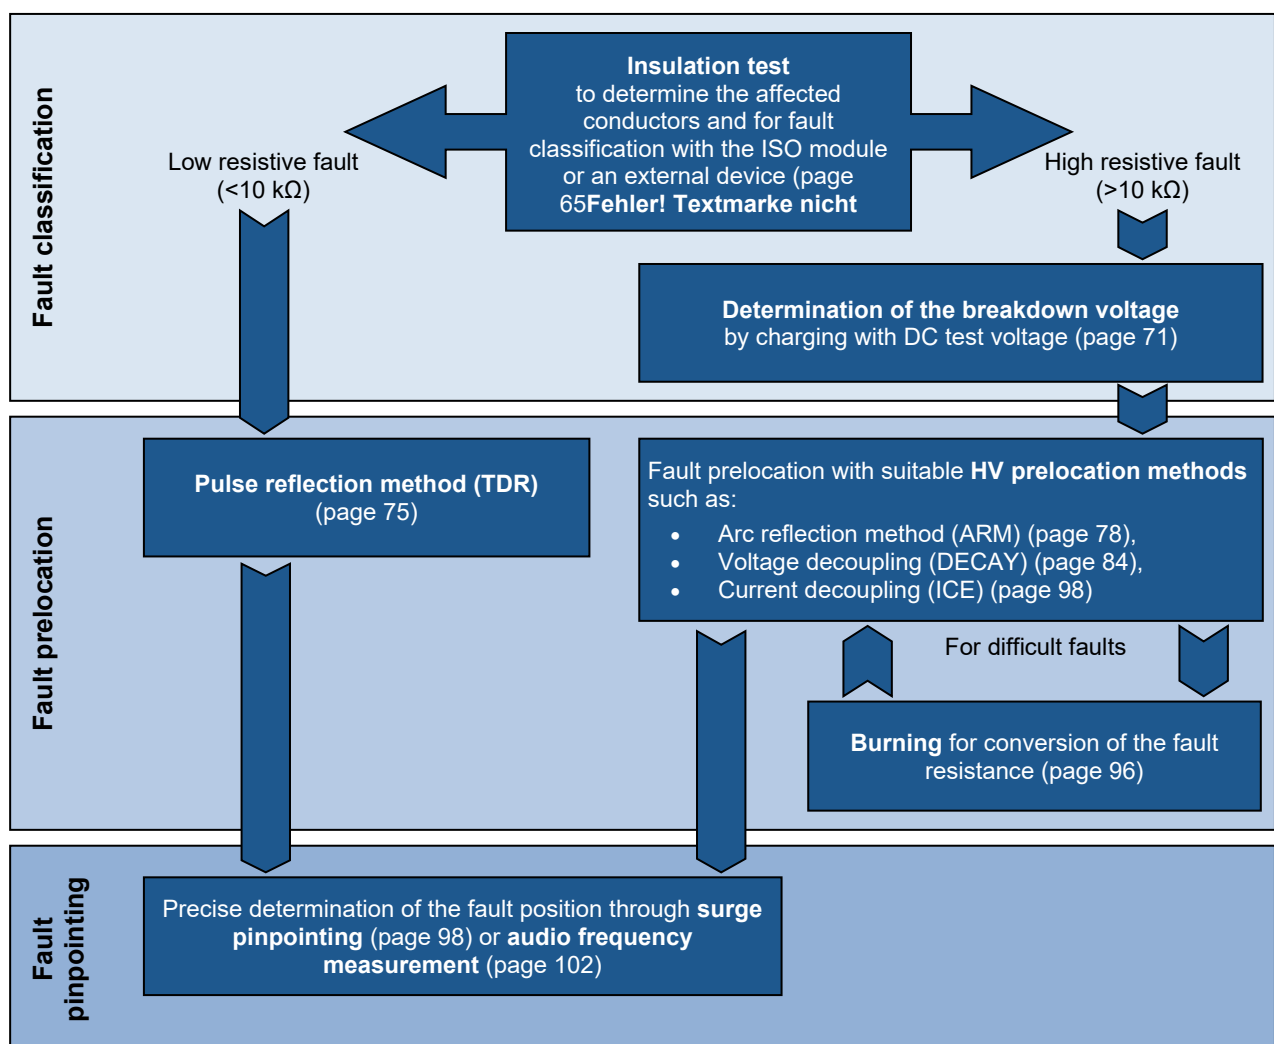 Fault classification
Insulation test
to determine the affected
conductors and for fault
classification with the ISO module
or an external device (page
65Fehler! Textmarke nicht
Low resistive fault
(<10 kΩ)
High resistive fault
(>10 kΩ)
Determination of the breakdown voltage
by charging with DC test voltage (page 71)
Fault prelocation
Pulse reflection method (TDR)
(page 75)
Fault prelocation with suitable HV prelocation methods
such as:
• Arc reflection method (ARM) (page 78),
• Voltage decoupling (DECAY) (page 84),
• Current decoupling (ICE) (page 98)
For difficult faults
Burning for conversion of the fault
resistance (page 96)
Fault
pinpointing
Precise determination of the fault position through surge
pinpointing (page 98) or audio frequency
measurement (page 102)